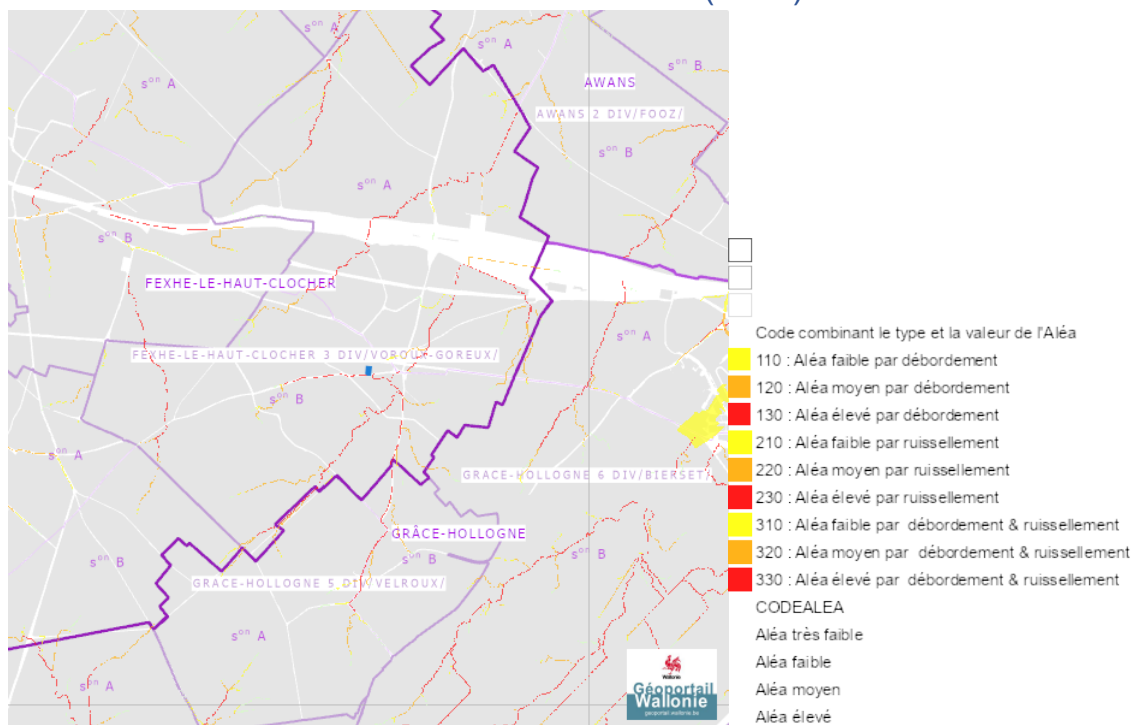 sᵒⁿ A
sᵒⁿ A
sᵒⁿ B
sᵒⁿ A
AWANS
AWANS 2 DIV/FOOZ/
sᵒⁿ B
sᵒⁿ A
sᵒⁿ B
FEXHE-LE-HAUT-CLOCHER
sᵒⁿ A
FEXHE-LE-HAUT-CLOCHER 3 DIV/VOROUX-GOREUX/
sᵒⁿ B
sᵒⁿ A
GRACE-HOLLOGNE 6 DIV/BIERSET/
GRÂCE-HOLLOGNE
sᵒⁿ B
sᵒⁿ B
GRACE-HOLLOGNE 5 DIV/VELROUX/
sᵒⁿ A
sᵒⁿ A
Wallonie
Géoportail
Wallonie
geoportail.wallonie.be
Code combinant le type et la valeur de l'Aléa
110 : Aléa faible par débordement
120 : Aléa moyen par débordement
130 : Aléa élevé par débordement
210 : Aléa faible par ruissellement
220 : Aléa moyen par ruissellement
230 : Aléa élevé par ruissellement
310 : Aléa faible par débordement & ruissellement
320 : Aléa moyen par débordement & ruissellement
330 : Aléa élevé par débordement & ruissellement
CODEALEA
Aléa très faible
Aléa faible
Aléa moyen
Aléa élevé